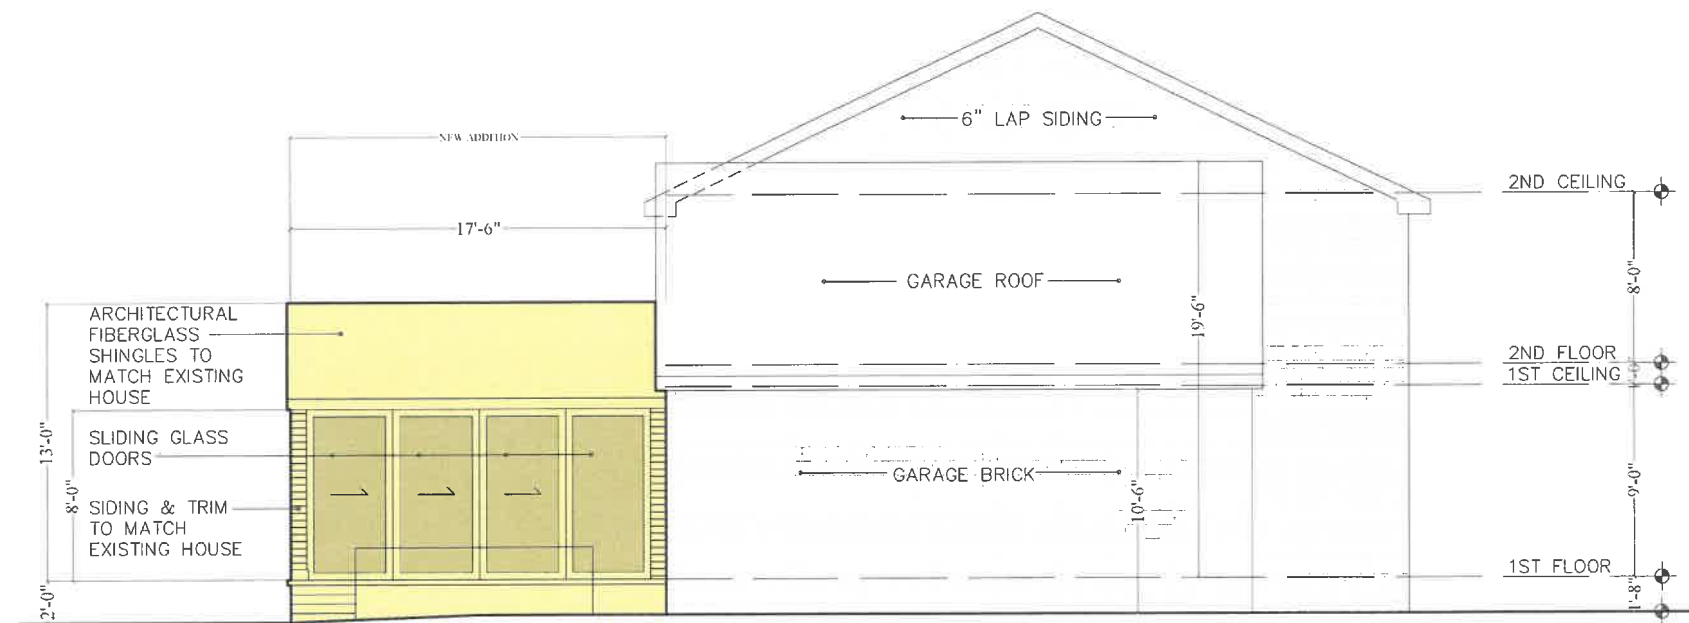 6" LAP SIDING
NEW ADDITION
2ND CEILING
17'-6"
8'-0"
GARAGE ROOF
ARCHITECTURAL
FIBERGLASS
SHINGLES TO
MATCH EXISTING
HOUSE
19'-6"
2ND FLOOR
1ST CEILING
SLIDING GLASS
DOORS
13'-0"
8'-0"
GARAGE BRICK
10'-6"
9'-0"
SIDING & TRIM
TO MATCH
EXISTING HOUSE
1ST FLOOR
2'-0"
1'-8"